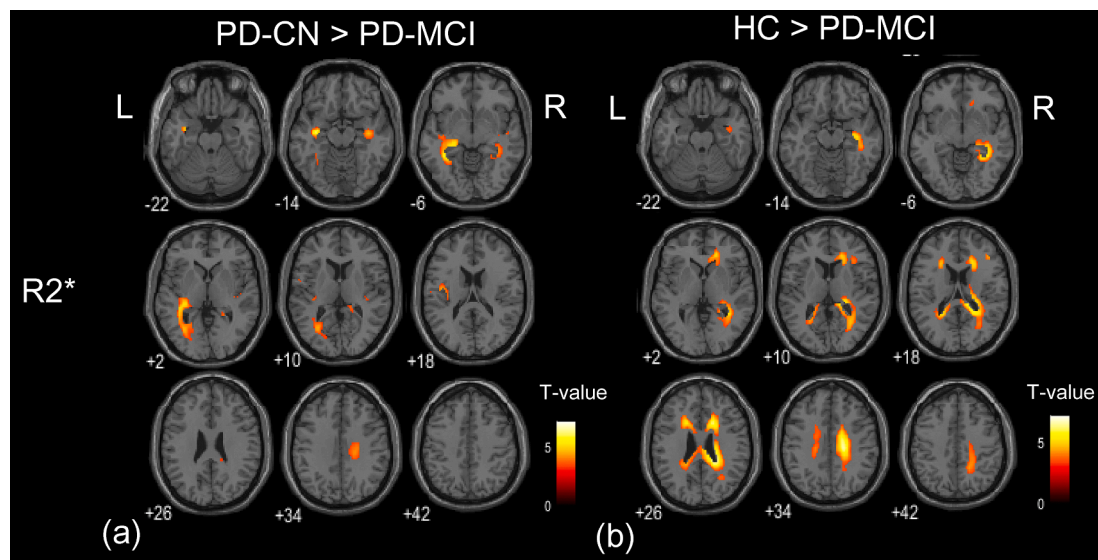 PD-CN > PD-MCI
HC > PD-MCI
L
R
L
R
-22
-14
-6
-22
-14
-6
R2*
+2
+10
+18
+2
+10
+18
T-value
5
0
T-value
5
0
+26
+34
+42
+26
+34
+42
(a)
(b)